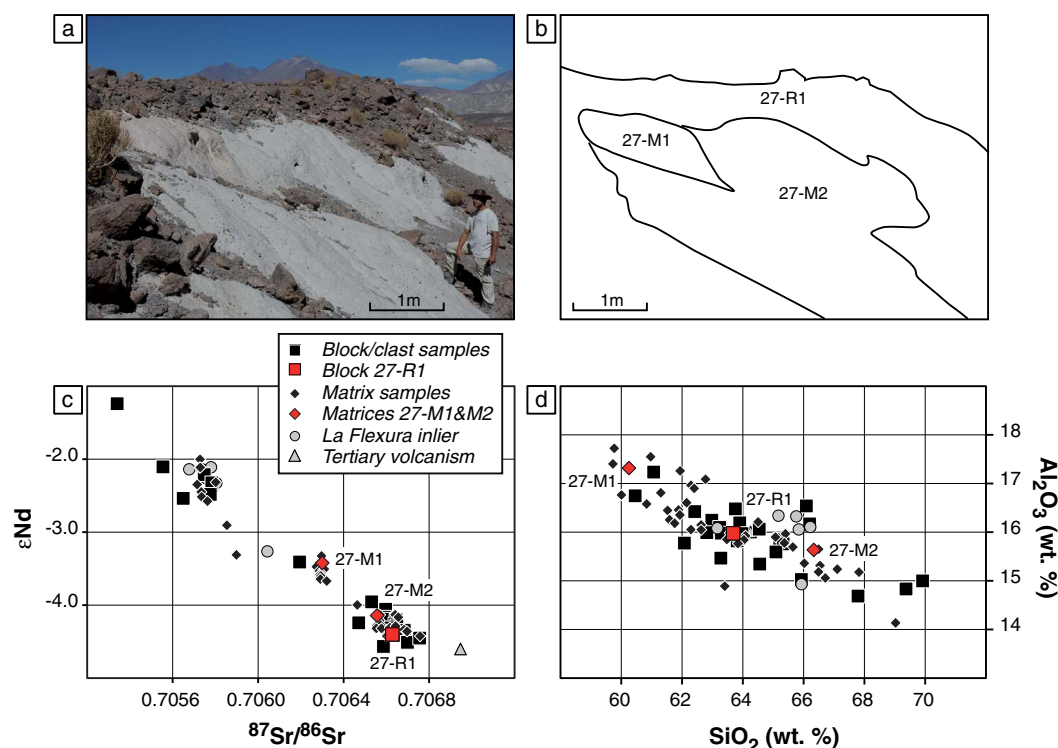 a
1m
b
27-R1
27-M1
27-M2
1m
Block/clast samples
Block 27-R1
Matrix samples
Matrices 27-M1&M2
La Flexura inlier
Tertiary volcanism
c
-2.0
-3.0
-4.0
εNd
27-M1
27-M2
27-R1
0.7056
0.7060
0.7064
0.7068
⁸⁷Sr/⁸⁶Sr
d
27-M1
27-R1
27-M2
18
17
16
15
14
Al₂O₃ (wt. %)
60
62
64
66
68
70
SiO₂ (wt. %)